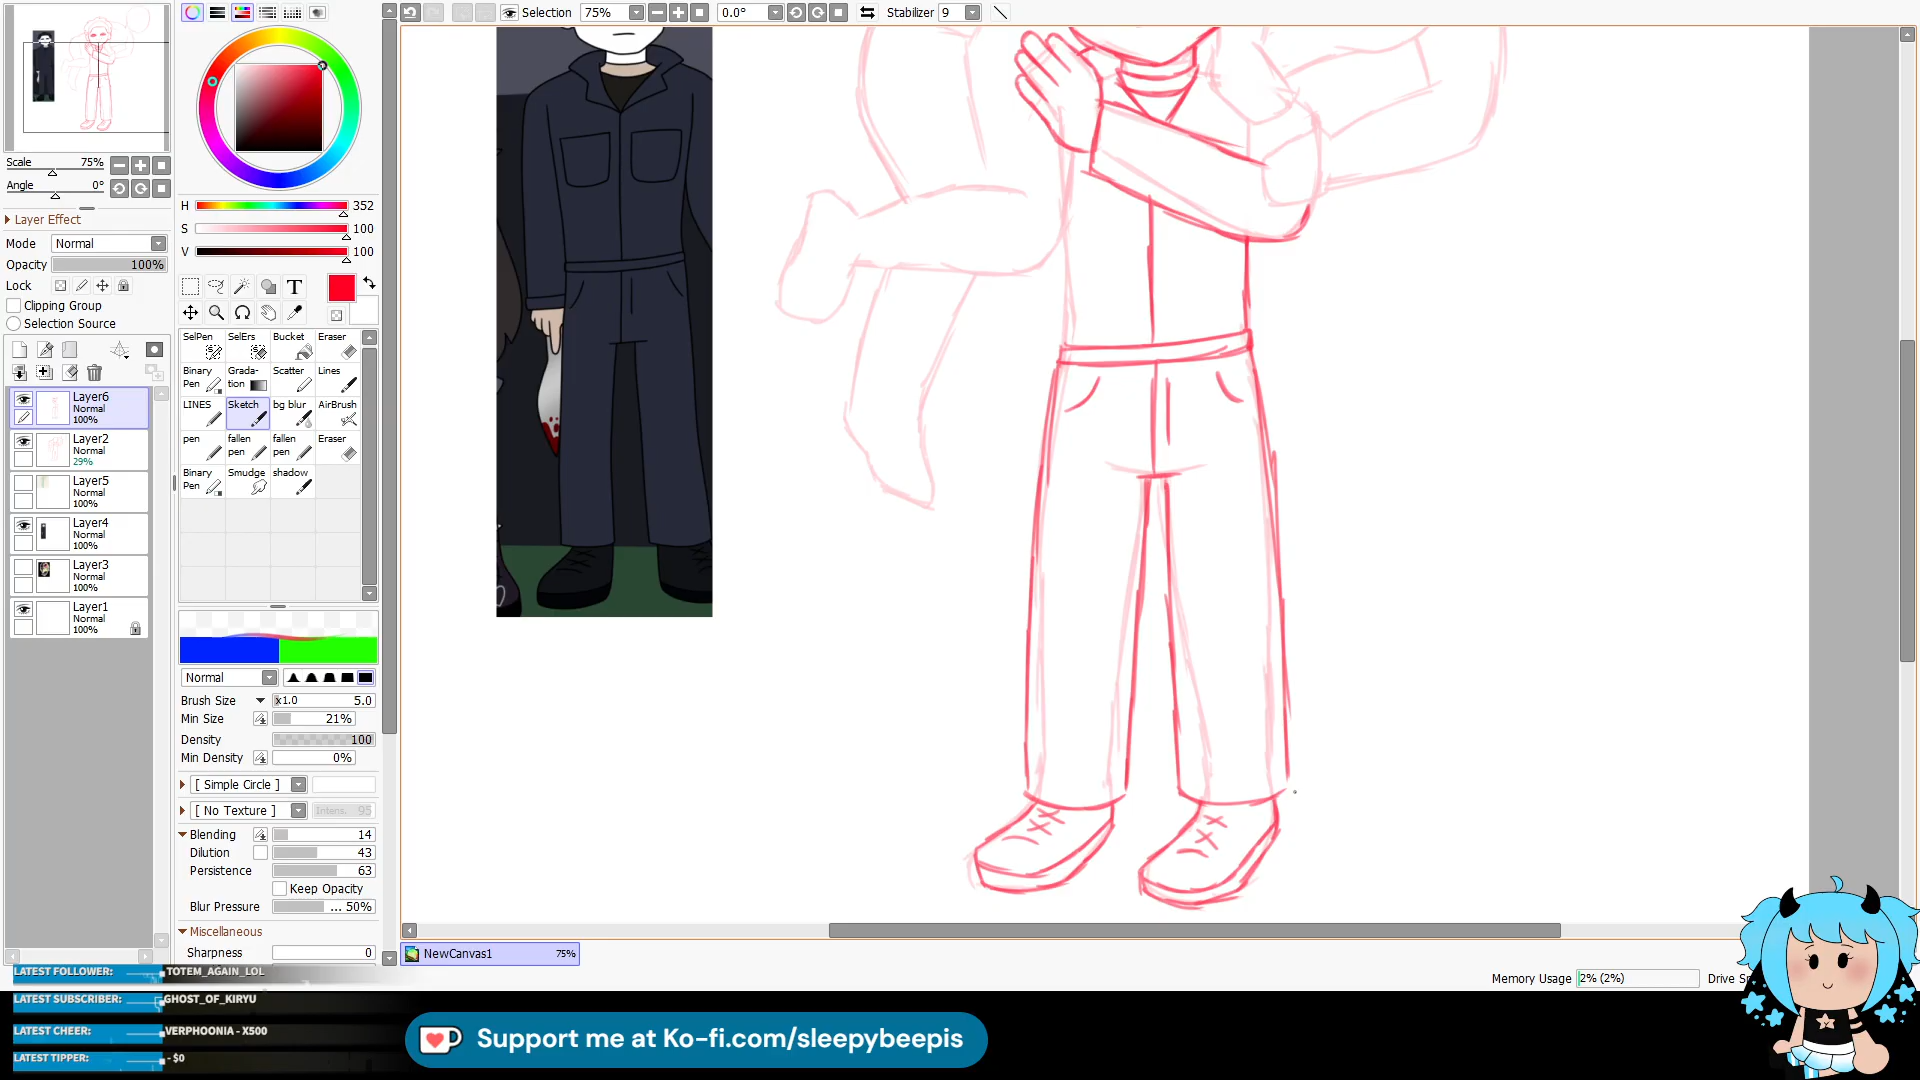 Selection 75% 0.0° Stabilizer 9
Scale 75%
Angle 0°
Layer Effect
Mode Normal
Opacity 100%
Lock
Clipping Group
Selection Source
Layer6
Normal
100%
Layer2
Normal
29%
Layer5
Normal
100%
Layer4
Normal
100%
Layer3
Normal
100%
Layer1
Normal
100%
H 352
S 100
V 100
T
SelPen SelErs Bucket Eraser
Binary Pen Grada-tion Scatter Lines
LINES Sketch bg blur AirBrush
pen fallen pen fallen pen Eraser
Binary Pen Smudge shadow
Normal
Brush Size x1.0 5.0
Min Size 21%
Density 100
Min Density 0%
[ Simple Circle ]
[ No Texture ] Intens. 95
Blending 14
Dilution 43
Persistence 63
Keep Opacity
Blur Pressure ... 50%
Miscellaneous
Sharpness 0
NewCanvas1 75%
Memory Usage 2% (2%) Drive
LATEST FOLLOWER: TOTEM_AGAIN_LOL
LATEST SUBSCRIBER: GHOST_OF_KIRYU
LATEST CHEER: VERPHOONIA - X500
LATEST TIPPER: - $0
Support me at Ko-fi.com/sleepybeepis